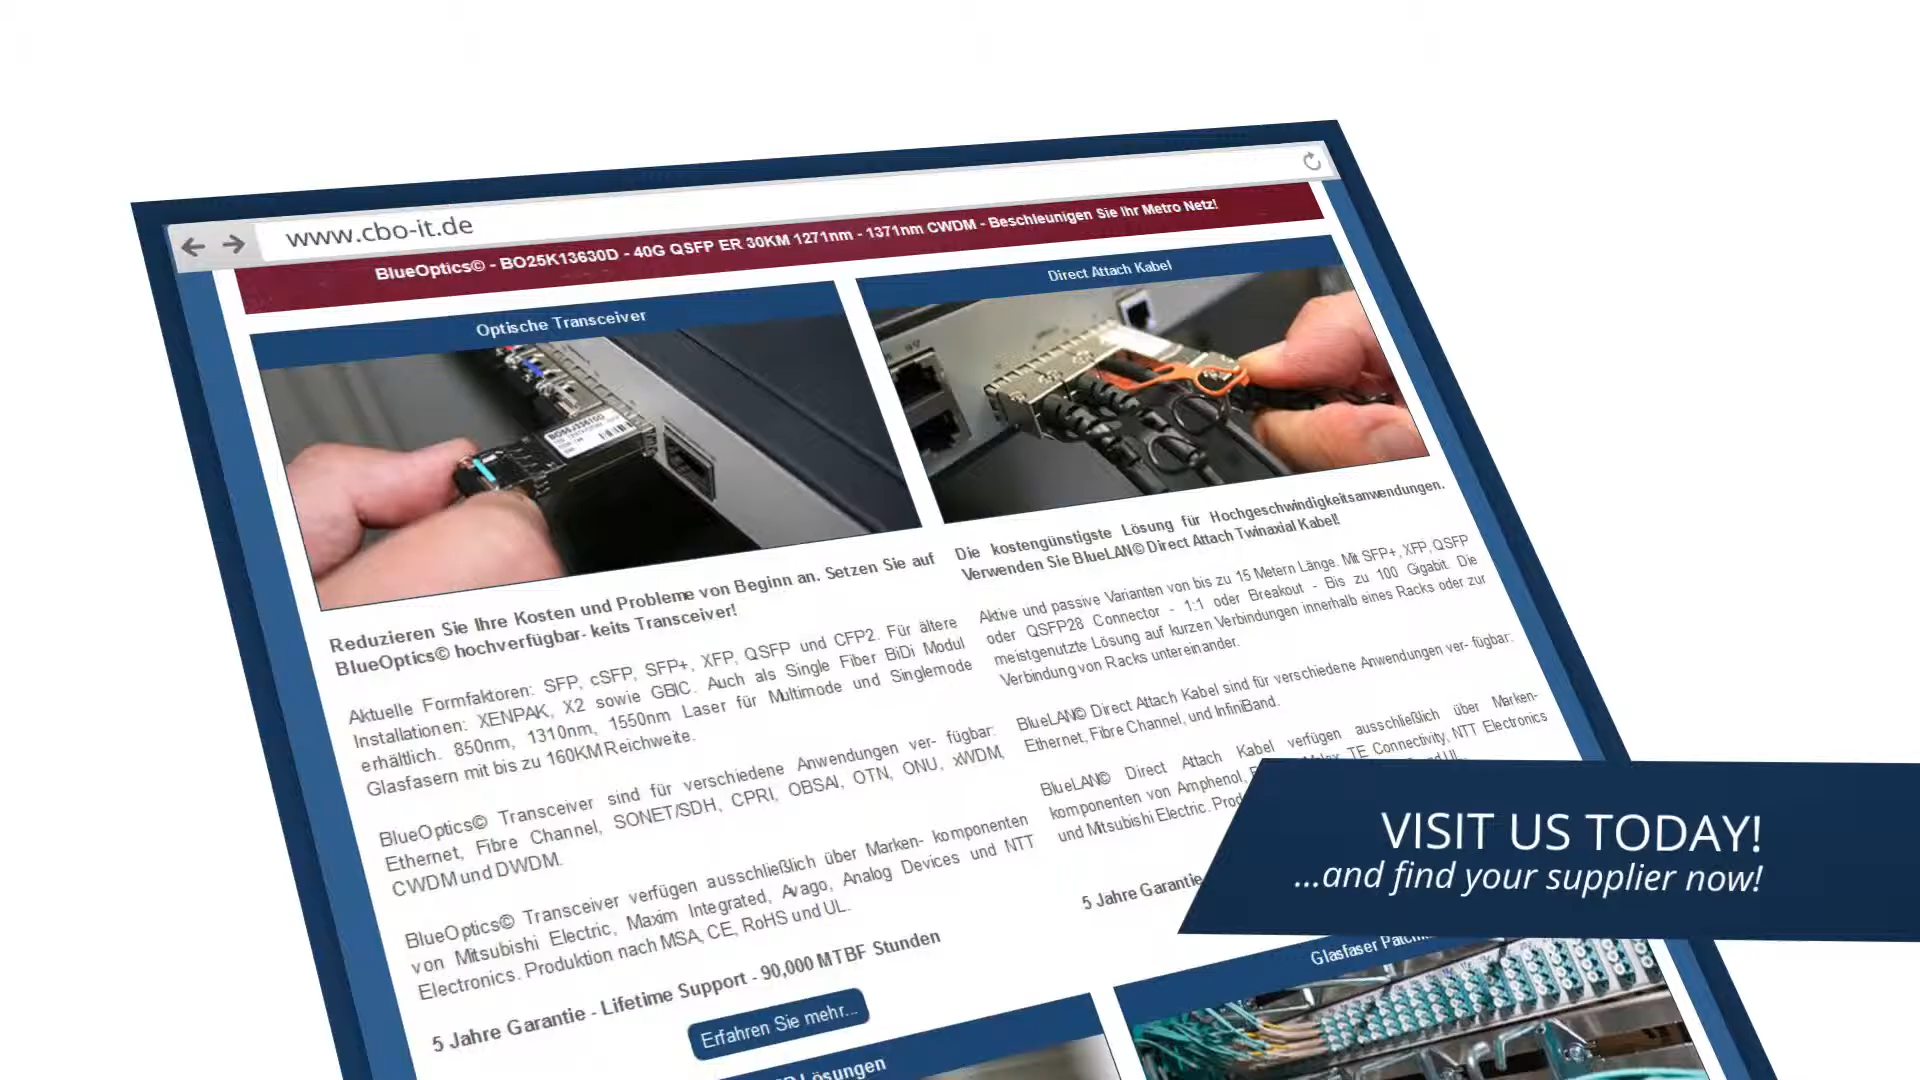 www.cbo-it.de
BlueOptics© - BO25K13630D - 40G QSFP ER 30KM 1271nm - 1371nm CWDM - Beschleunigen Sie Ihr Metro Netz!
Optische Transceiver
Reduzieren Sie Ihre Kosten und Probleme von Beginn an. Setzen Sie auf
BlueOptics© hochverfügbar- keits Transceiver!
Aktuelle Formfaktoren: SFP, cSFP, SFP+, XFP, QSFP und CFP2. Für ältere
Installationen: XENPAK, X2 sowie GBIC. Auch als Single Fiber BiDi Modul
erhältlich. 850nm, 1310nm, 1550nm Laser für Multimode und Singlemode
Glasfasern mit bis zu 160KM Reichweite.
BlueOptics© Transceiver sind für verschiedene Anwendungen ver- fügbar:
Ethernet, Fibre Channel, SONET/SDH, CPRI, OBSAI, OTN, ONU, xWDM,
CWDM und DWDM.
BlueOptics© Transceiver verfügen ausschließlich über Marken- komponenten
von Mitsubishi Electric, Maxim Integrated, Avago, Analog Devices und NTT
Electronics. Produktion nach MSA, CE, RoHS und UL.
5 Jahre Garantie - Lifetime Support - 90,000 MTBF Stunden
Erfahren Sie mehr...
Direct Attach Kabel
Die kostengünstigste Lösung für Hochgeschwindigkeitsanwendungen.
Verwenden Sie BlueLAN© Direct Attach Twinaxial Kabel!
Aktive und passive Varianten von bis zu 15 Metern Länge. Mit SFP+, XFP, QSFP
oder QSFP28 Connector - 1:1 oder Breakout - Bis zu 100 Gigabit. Die
meistgenutzte Lösung auf kurzen Verbindungen innerhalb eines Racks oder zur
Verbindung von Racks untereinander.
BlueLAN© Direct Attach Kabel sind für verschiedene Anwendungen ver- fügbar:
Ethernet, Fibre Channel, und InfiniBand.
BlueLAN© Direct Attach Kabel verfügen ausschließlich über Marken-
komponenten von Amphenol, TE Connectivity, NTT Electronics
und Mitsubishi Electric.
5 Jahre Garantie
Glasfaser
Lösungen
VISIT US TODAY!
...and find your supplier now!